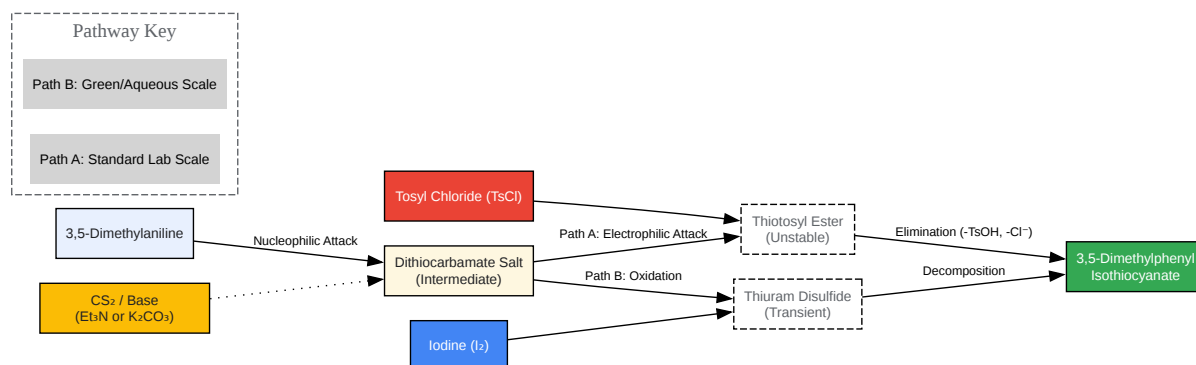 Pathway Key
Path B: Green/Aqueous Scale
Path A: Standard Lab Scale
3,5-Dimethylaniline
CS₂ / Base
(Et₃N or K₂CO₃)
Nucleophilic Attack
Tosyl Chloride (TsCl)
Dithiocarbamate Salt
(Intermediate)
Iodine (I₂)
Path A: Electrophilic Attack
Path B: Oxidation
Thiotosyl Ester
(Unstable)
Thiuram Disulfide
(Transient)
Elimination (-TsOH, -Cl⁻)
Decomposition
3,5-Dimethylphenyl
Isothiocyanate